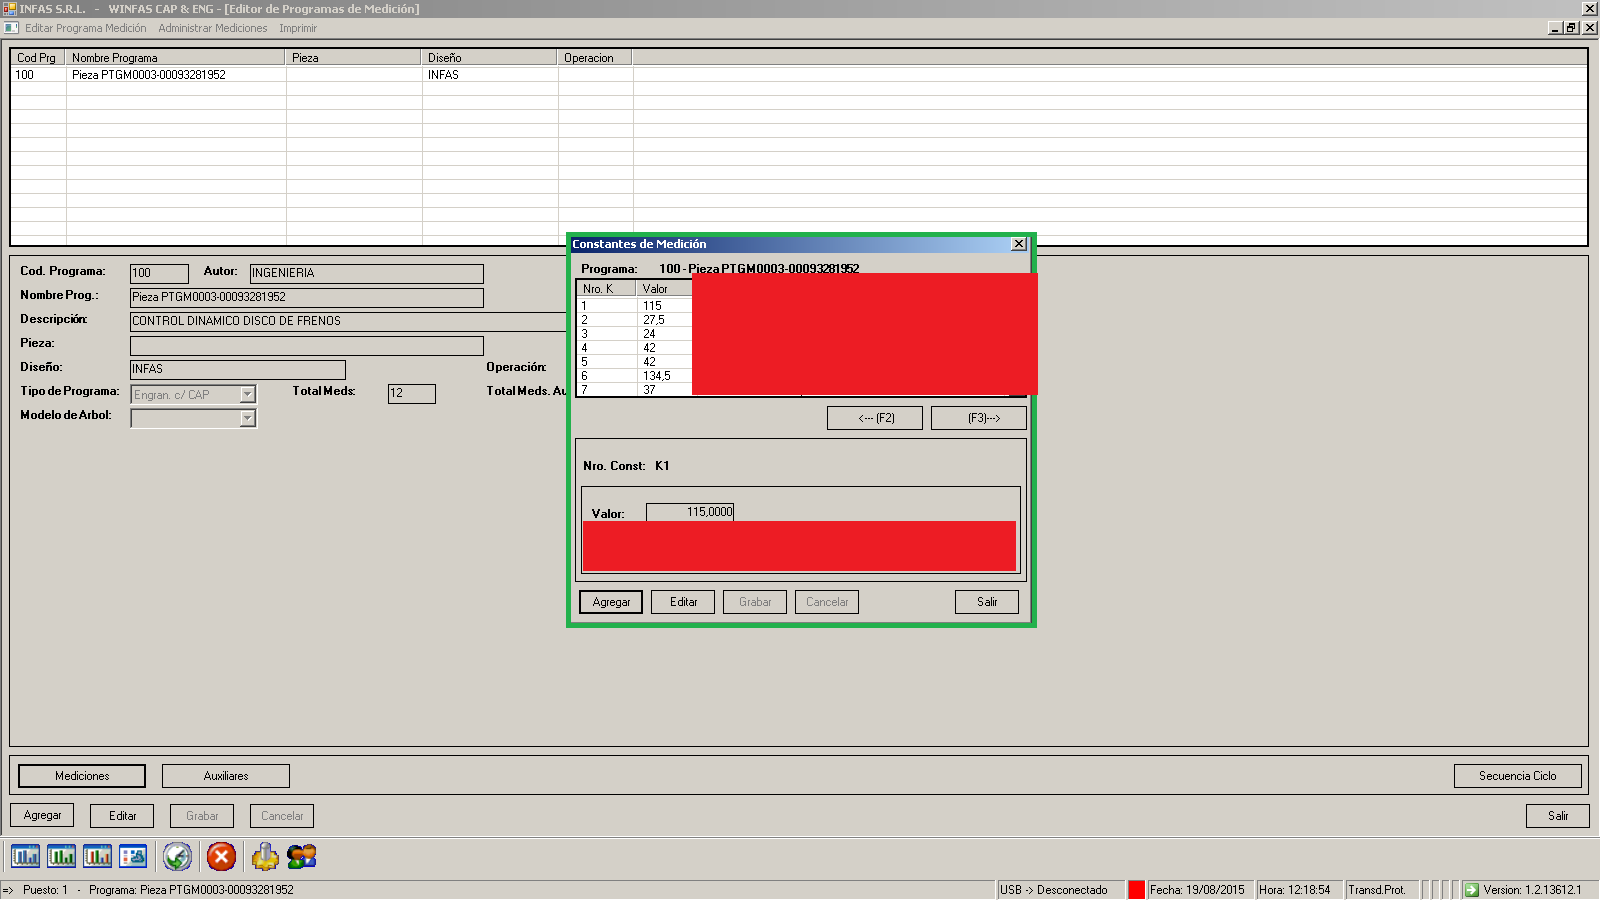 INFAS S.R.L.  -  WINFAS CAP & ENG - [Editor de Programas de Medición]
Editar Programa Medición  Administrar Mediciones  Imprimir
Cod Prg  Nombre Programa  Pieza  Diseño  Operacion
100  Pieza PTGM0003-00093281952  INFAS
Constantes de Medición
Programa:  100 - Pieza PTGM0003-00093281952
Nro. K  Valor
1  115
2  27,5
3  24
4  42
5  42
6  134,5
7  37
<--- (F2)  (F3)--->
Nro. Const:  K1
Valor:  115,0000
Agregar  Editar  Grabar  Cancelar  Salir
Cod. Programa:  100  Autor:  INGENIERIA
Nombre Prog.:  Pieza PTGM0003-00093281952
Descripción:  CONTROL DINAMICO DISCO DE FRENOS
Pieza:
Diseño:  INFAS  Operación:
Tipo de Programa:  Engran. c/ CAP  Total Meds:  12  Total Meds. Au
Modelo de Arbol:
Mediciones  Auxiliares  Secuencia Ciclo
Agregar  Editar  Grabar  Cancelar  Salir
=>  Puesto: 1  -  Programa: Pieza PTGM0003-00093281952  USB -> Desconectado  Fecha: 19/08/2015  Hora: 12:18:54  Transd.Prot.  Version: 1.2.13612.1